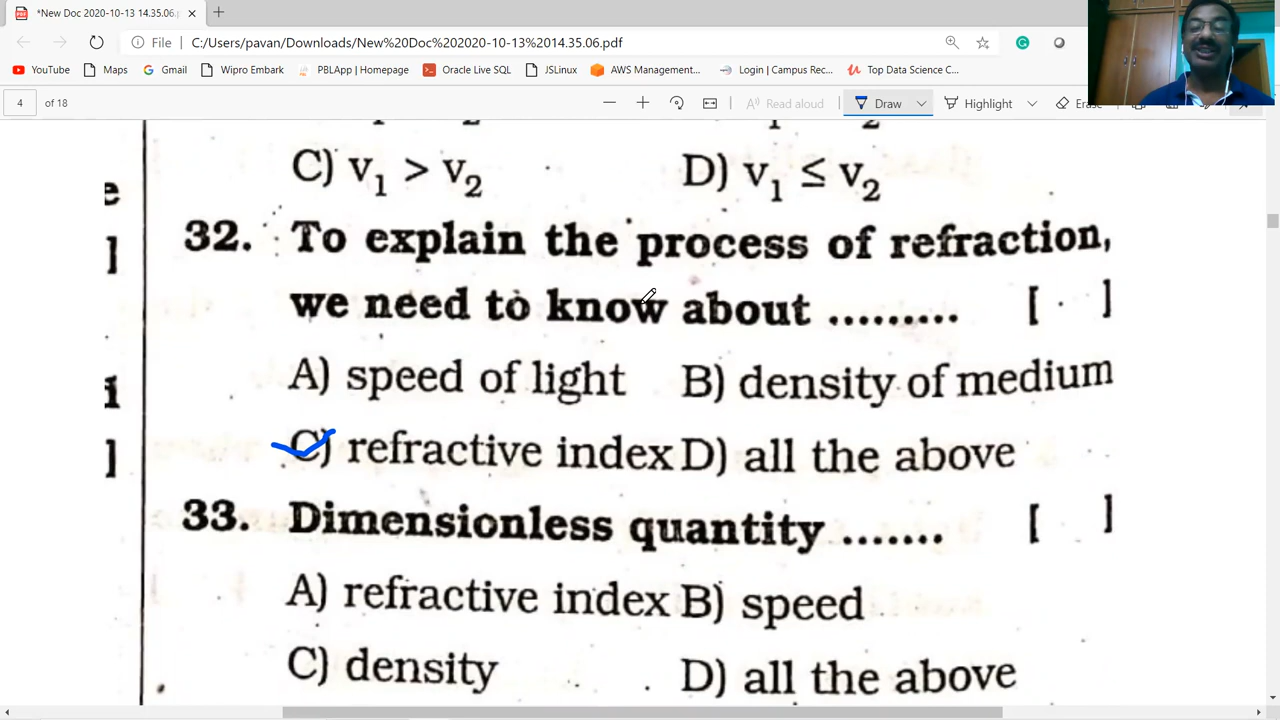 *New Doc 2020-10-13 14.35.06.
File C:/Users/pavan/Downloads/New%20Doc%202020-10-13%2014.35.06.pdf
YouTube Maps Gmail Wipro Embark PBLApp | Homepage Oracle Live SQL JSLinux AWS Management... Login | Campus Rec... Top Data Science C...
4 of 18 Read aloud Draw Highlight Erase
C) v₁ > v₂ D) v₁ ≤ v₂
32. To explain the process of refraction,
we need to know about ......... [ ]
A) speed of light B) density of medium
C) refractive index D) all the above
33. Dimensionless quantity ....... [ ]
A) refractive index B) speed
C) density D) all the above